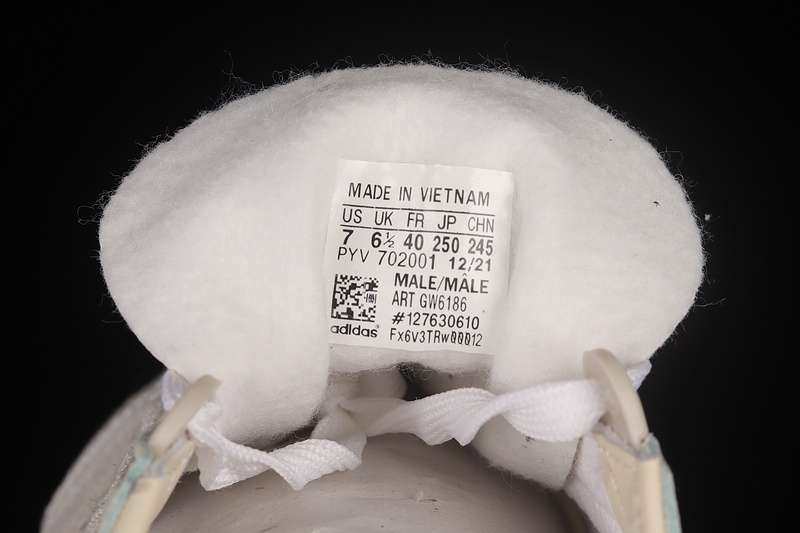 MADE IN VIETNAM
US UK FR JP CHN
7 6½ 40 250 245
PYV 702001 12/21
MALE/MÂLE
ART GW6186
#127630610
adidas Fx6v3TRw00012